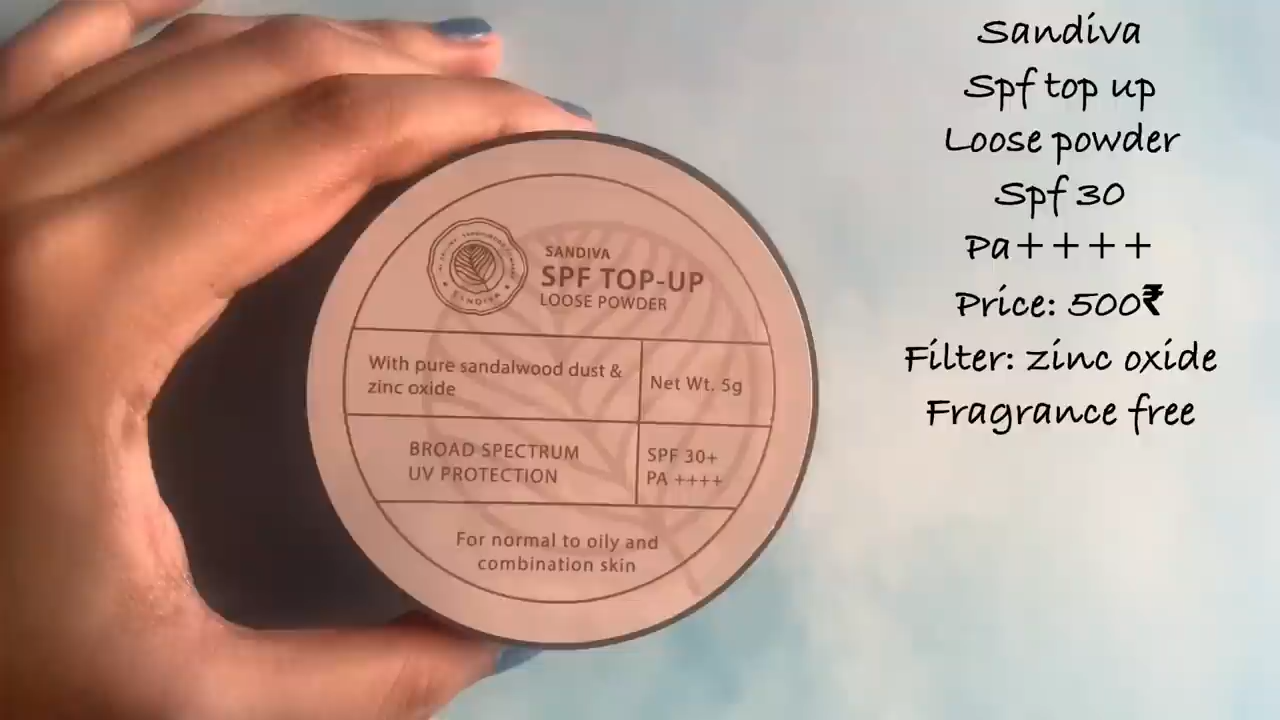 SANDIVA
SPF TOP-UP
LOOSE POWDER
SANDIVA
With pure sandalwood dust &
zinc oxide
Net Wt. 5g
BROAD SPECTRUM
UV PROTECTION
SPF 30+
PA ++++
For normal to oily and
combination skin
Sandiva
Spf top up
Loose powder
Spf 30
Pa++++
Price: 500₹
Filter: zinc oxide
Fragrance free